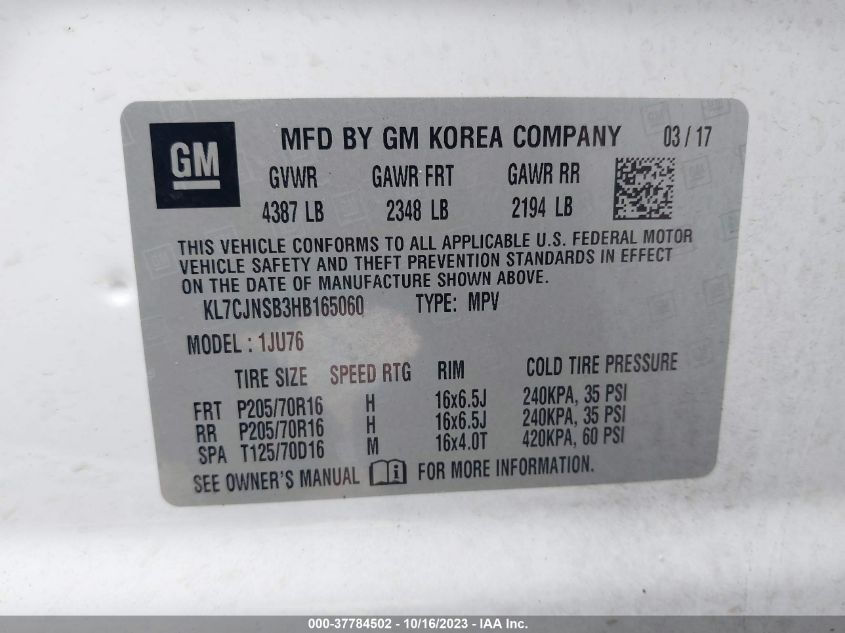 GM
MFD BY GM KOREA COMPANY 03/17
GVWR GAWR FRT GAWR RR
4387 LB 2348 LB 2194 LB
THIS VEHICLE CONFORMS TO ALL APPLICABLE U.S. FEDERAL MOTOR
VEHICLE SAFETY AND THEFT PREVENTION STANDARDS IN EFFECT
ON THE DATE OF MANUFACTURE SHOWN ABOVE.
KL7CJNSB3HB165060 TYPE: MPV
MODEL : 1JU76
TIRE SIZE SPEED RTG RIM COLD TIRE PRESSURE
FRT P205/70R16 H 16x6.5J 240KPA, 35 PSI
RR P205/70R16 H 16x6.5J 240KPA, 35 PSI
SPA T125/70D16 M 16x4.0T 420KPA, 60 PSI
SEE OWNER'S MANUAL FOR MORE INFORMATION.
000-37784502 - 10/16/2023 - IAA Inc.